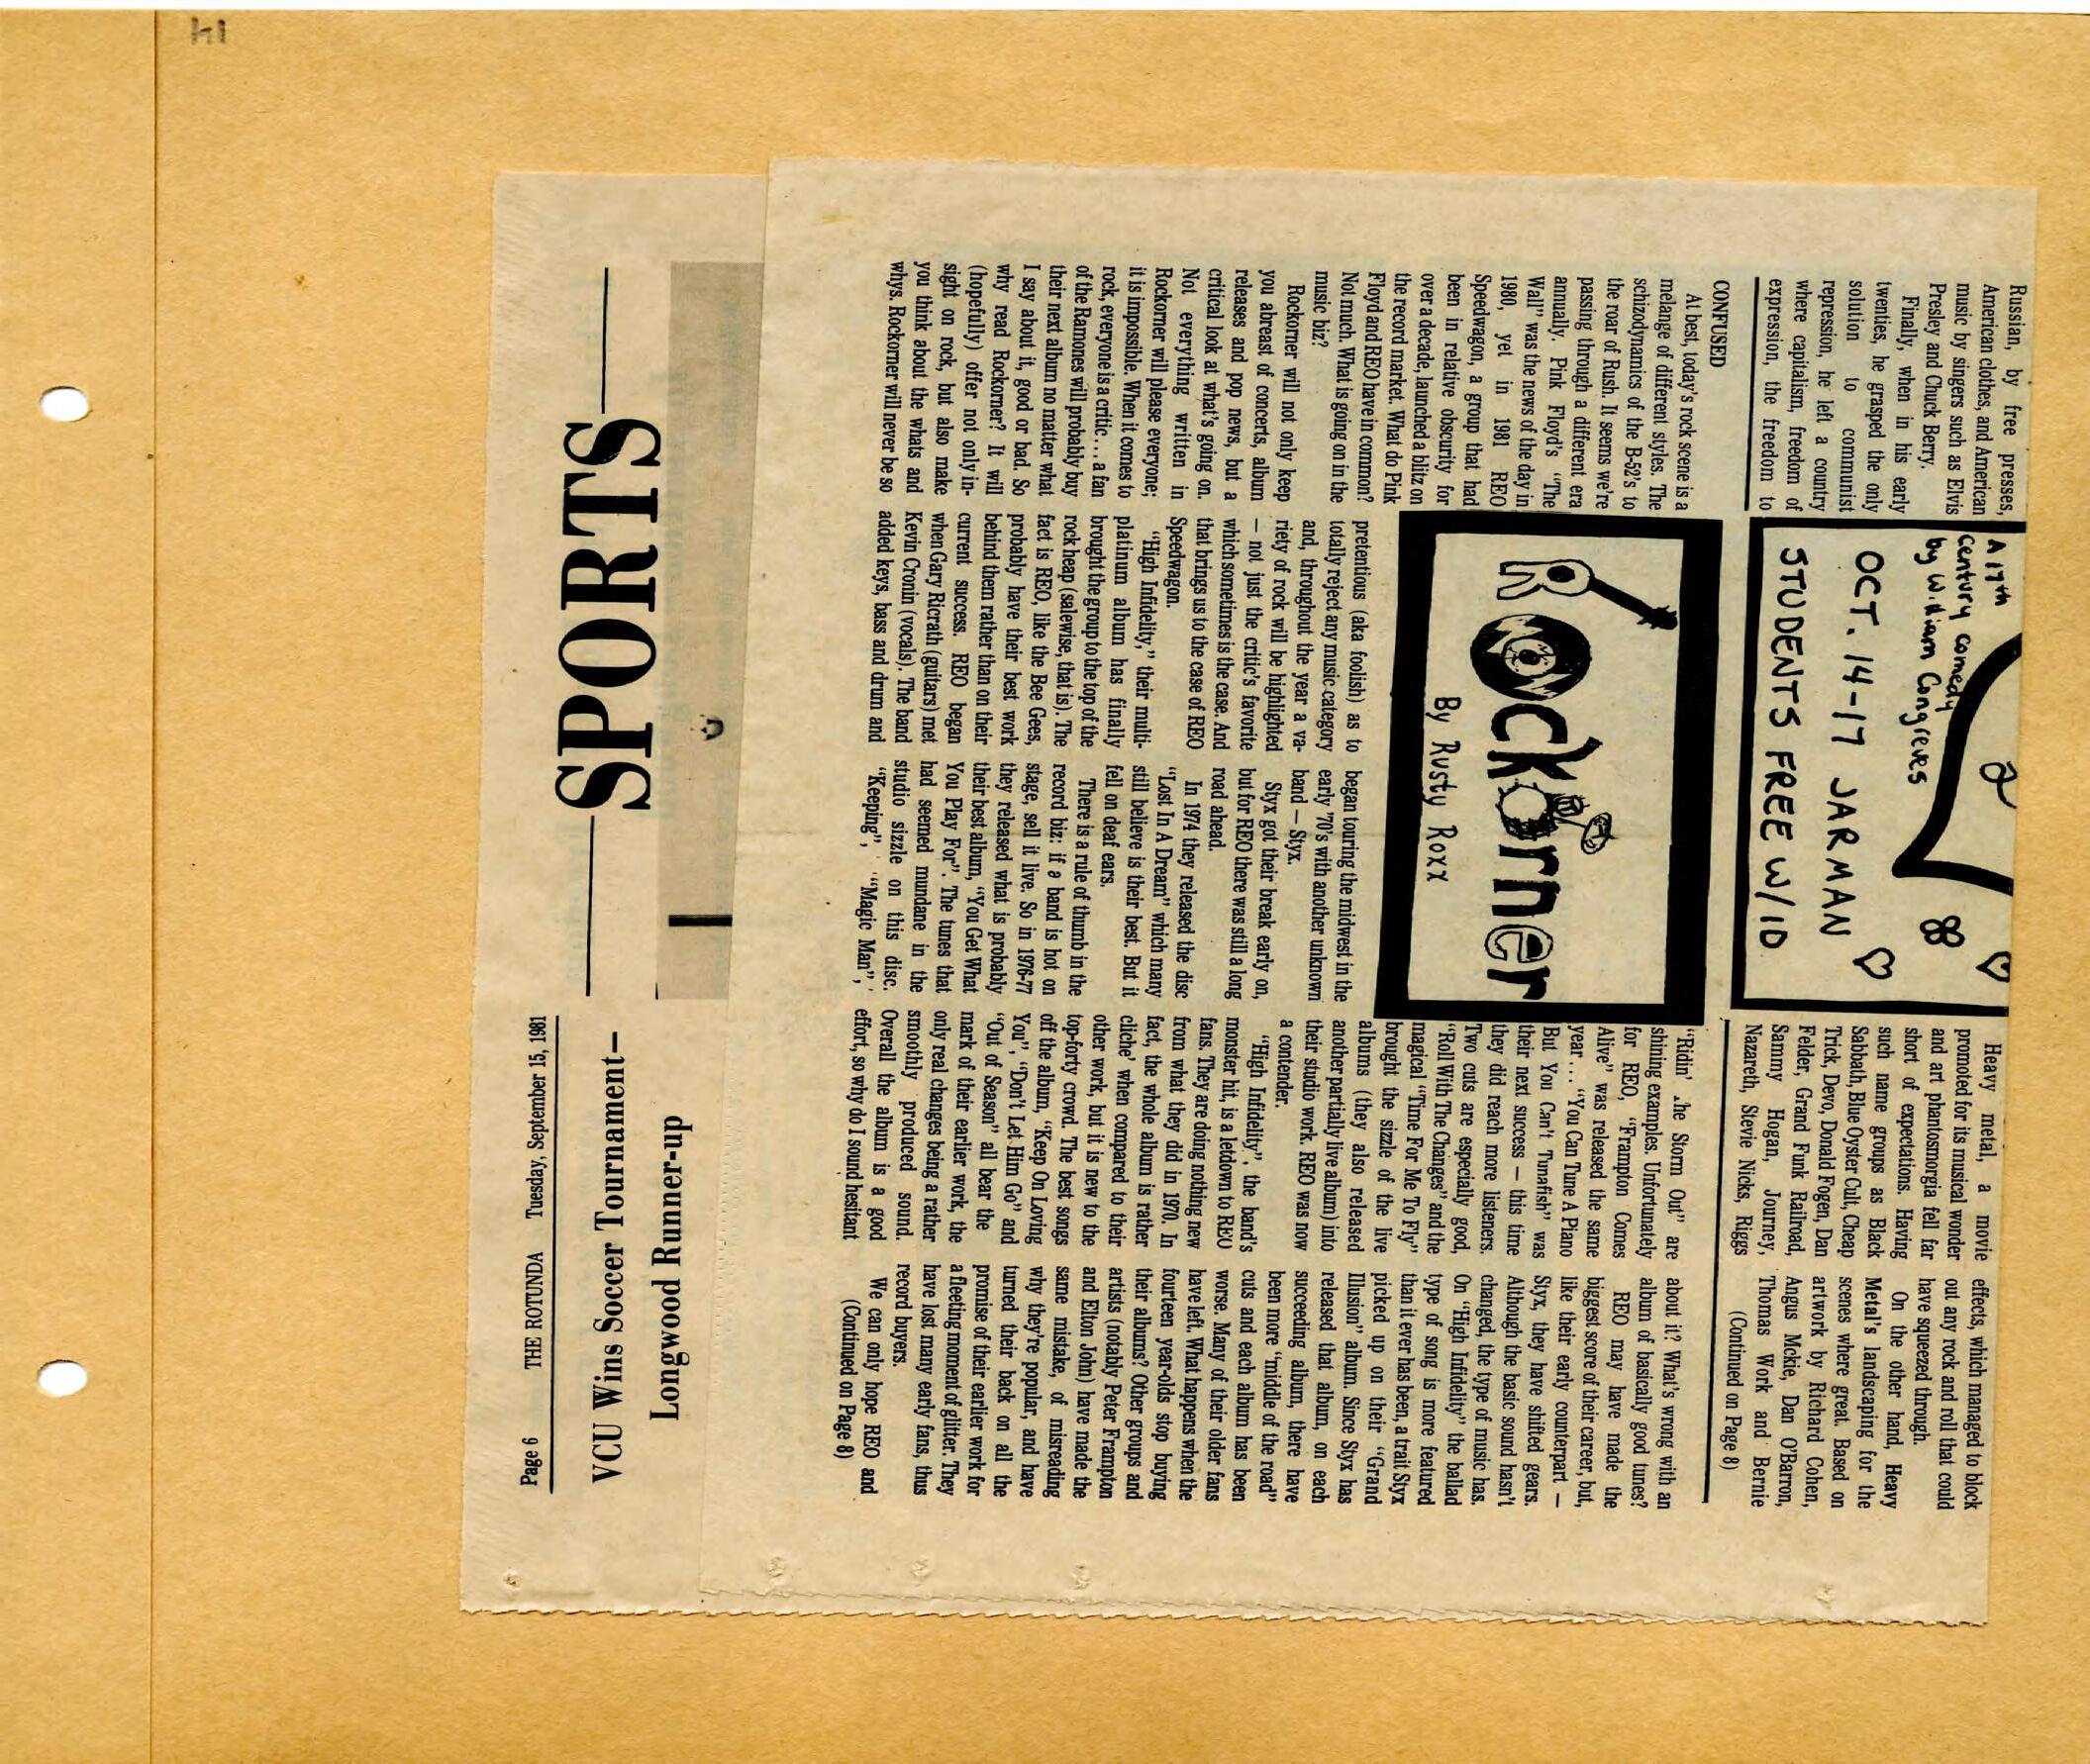 Russian, by free presses,
American clothes, and American
music by singers such as Elvis
Presley and Chuck Berry.
Finally, when in his early
twenties, he grasped the only
solution to communist
repression, he left a country
where capitalism, freedom of
expression, the freedom to
A 17th
century comedy
by William Congreves
OCT. 14-17 JARMAN
STUDENTS FREE W/ID
Heavy metal, a movie
promoted for its musical wonder
and art phantosmorgia fell far
short of expectations. Having
such name groups as Black
Sabbath, Blue Oyster Cult, Cheap
Trick, Devo, Donald Fogen, Dan
Felder, Grand Funk Railroad,
Sammy Hogan, Journey,
Nazareth, Stevie Nicks, Riggs
effects, which managed to block
out any rock and roll that could
have squeezed through.
On the other hand, Heavy
Metal's landscaping for the
scenes where great. Based on
artwork by Richard Cohen,
Angus Mckie, Dan O'Barron,
Thomas Work and Bernie
(Continued on Page 8)
CONFUSED
At best, today's rock scene is a
melange of different styles. The
schizodynamics of the B-52's to
the roar of Rush. It seems we're
passing through a different era
annually. Pink Floyd's "The
Wall" was the news of the day in
1980, yet in 1981 REO
Speedwagon, a group that had
been in relative obscurity for
over a decade, launched a blitz on
the record market. What do Pink
Floyd and REO have in common?
Not much. What is going on in the
music biz?
Rockorner will not only keep
you abreast of concerts, album
releases and pop news, but a
critical look at what's going on.
Not everything written in
Rockorner will please everyone;
it is impossible. When it comes to
rock, everyone is a critic... a fan
of the Ramones will probably buy
their next album no matter what
I say about it, good or bad. So
why read Rockorner? It will
(hopefully) offer not only in-
sight on rock, but also make
you think about the whats and
whys. Rockorner will never be so
Rockorner
By Rusty Roxx
pretentious (aka foolish) as to
totally reject any music category
and, throughout the year a va-
riety of rock will be highlighted
— not just the critic's favorite
which sometimes is the case. And
that brings us to the case of REO
Speedwagon.
"High Infidelity," their multi-
platinum album has finally
brought the group to the top of the
rock heap (salewise, that is). The
fact is REO, like the Bee Gees,
probably have their best work
behind them rather than on their
current success. REO began
when Gary Ricrath (guitars) met
Kevin Cronin (vocals). The band
added keys, bass and drum and
began touring the midwest in the
early '70's with another unknown
band — Styx.
Styx got their break early on,
but for REO there was still a long
road ahead.
In 1974 they released the disc
"Lost In A Dream" which many
still believe is their best. But it
fell on deaf ears.
There is a rule of thumb in the
record biz: if a band is hot on
stage, sell it live. So in 1976-77
they released what is probably
their best album, "You Get What
You Play For". The tunes that
had seemed mundane in the
studio sizzle on this disc.
"Keeping", "Magic Man",
"Ridin' he Storm Out" are
shining examples. Unfortunately
for REO, "Frampton Comes
Alive" was released the same
year... "You Can Tune A Piano
But You Can't Tunafish" was
their next success — this time
they did reach more listeners.
Two cuts are especially good,
"Roll With The Changes" and the
magical "Time For Me To Fly"
brought the sizzle of the live
albums (they also released
another partially live album) into
their studio work. REO was now
a contender.
"High Infidelity", the band's
monster hit, is a letdown to REO
fans. They are doing nothing new
from what they did in 1970. In
fact, the whole album is rather
cliche' when compared to their
other work, but it is new to the
top-forty crowd. The best songs
off the album, "Keep On Loving
You", "Don't Let Him Go" and
"Out of Season" all bear the
mark of their earlier work, the
only real changes being a rather
smoothly produced sound.
Overall the album is a good
effort, so why do I sound hesitant
about it? What's wrong with an
album of basically good tunes?
REO may have made the
biggest score of their career, but,
like their early counterpart —
Styx, they have shifted gears.
Although the basic sound hasn't
changed, the type of music has.
On "High Infidelity" the ballad
type of song is more featured
than it ever has been, a trait Styx
picked up on their "Grand
Illusion" album. Since Styx has
released that album, on each
succeeding album, there have
been more "middle of the road"
cuts and each album has been
worse. Many of their older fans
have left. What happens when the
fourteen year-olds stop buying
their albums? Other groups and
artists (notably Peter Frampton
and Elton John) have made the
same mistake, of misreading
why they're popular, and have
turned their back on all the
promise of their earlier work for
a fleeting moment of glitter. They
have lost many early fans, thus
record buyers.
We can only hope REO and
(Continued on Page 8)
Page 6 THE ROTUNDA Tuesday, September 15, 1981
VCU Wins Soccer Tournament—
Longwood Runner-up
SPORTS
14